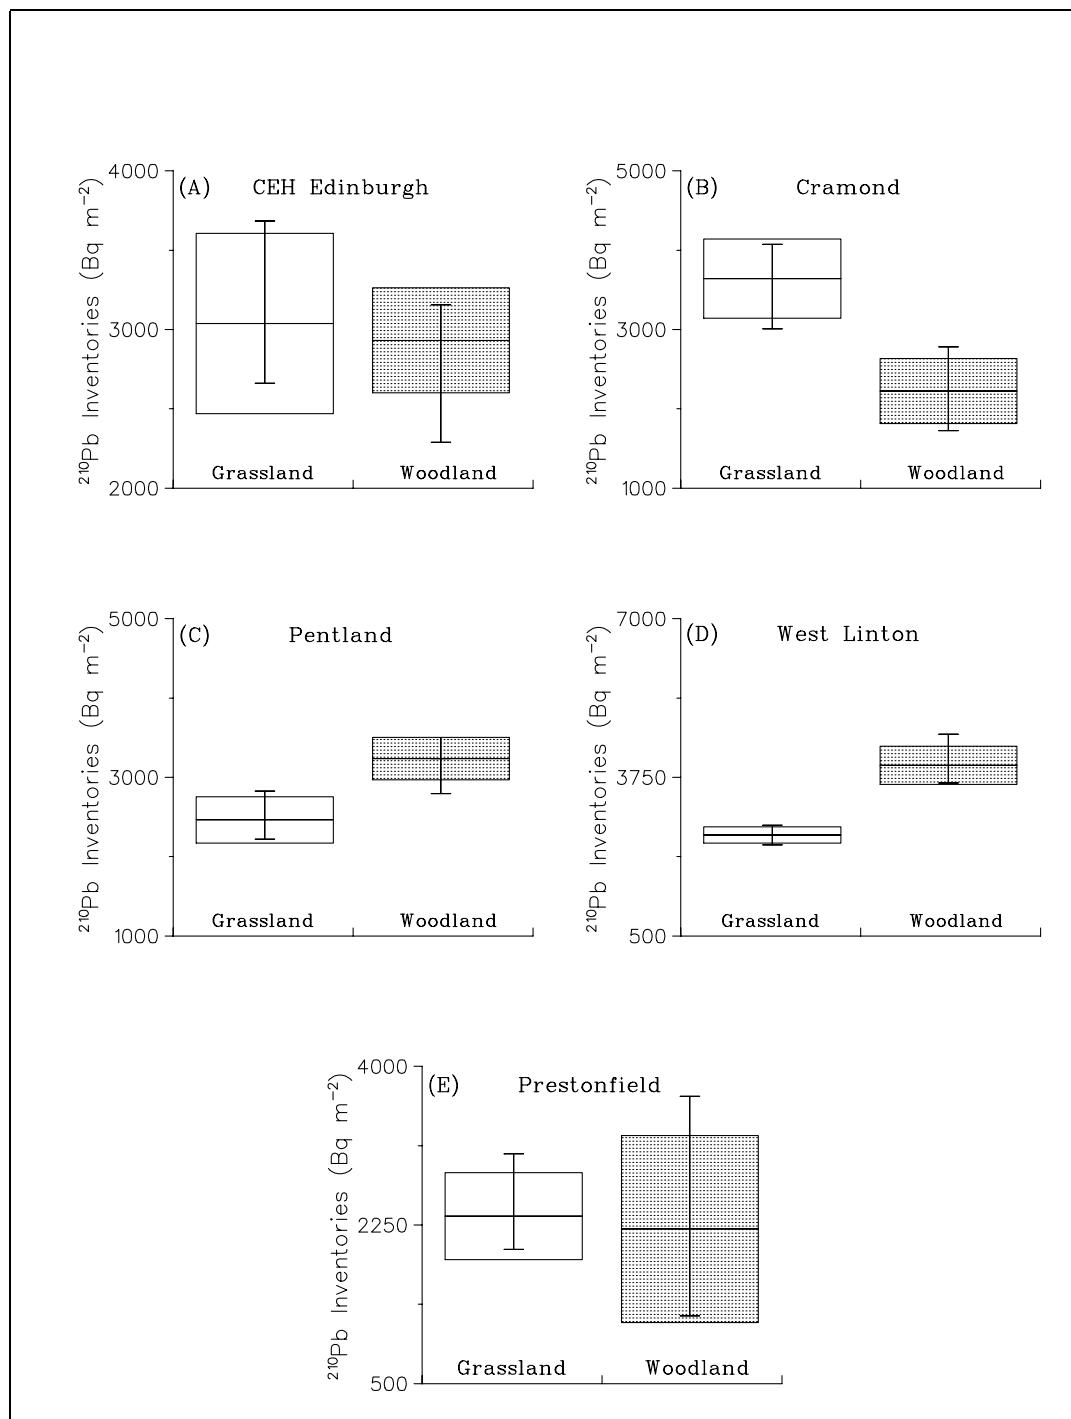 (A) CEH Edinburgh
²¹⁰Pb Inventories (Bq m⁻²)
4000
3000
2000
Grassland Woodland
(B) Cramond
²¹⁰Pb Inventories (Bq m⁻²)
5000
3000
1000
Grassland Woodland
(C) Pentland
²¹⁰Pb Inventories (Bq m⁻²)
5000
3000
1000
Grassland Woodland
(D) West Linton
²¹⁰Pb Inventories (Bq m⁻²)
7000
3750
500
Grassland Woodland
(E) Prestonfield
²¹⁰Pb Inventories (Bq m⁻²)
4000
2250
500
Grassland Woodland